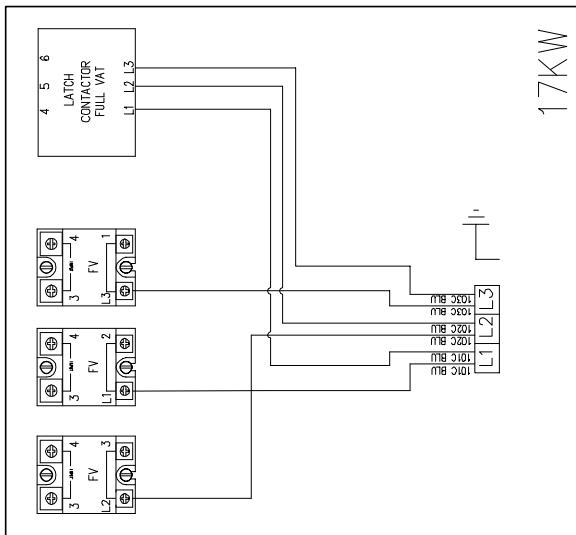 17KW
LATCH
CONTACTOR
FULL VAT
4 5 6
L1 L2 L3
3 4
FV
L3 1
3 4
FV
L1 2
3 4
FV
L2 3
103C BLU
103C BLU
102C BLU
102C BLU
101C BLU
101C BLU
L1 L2 L3